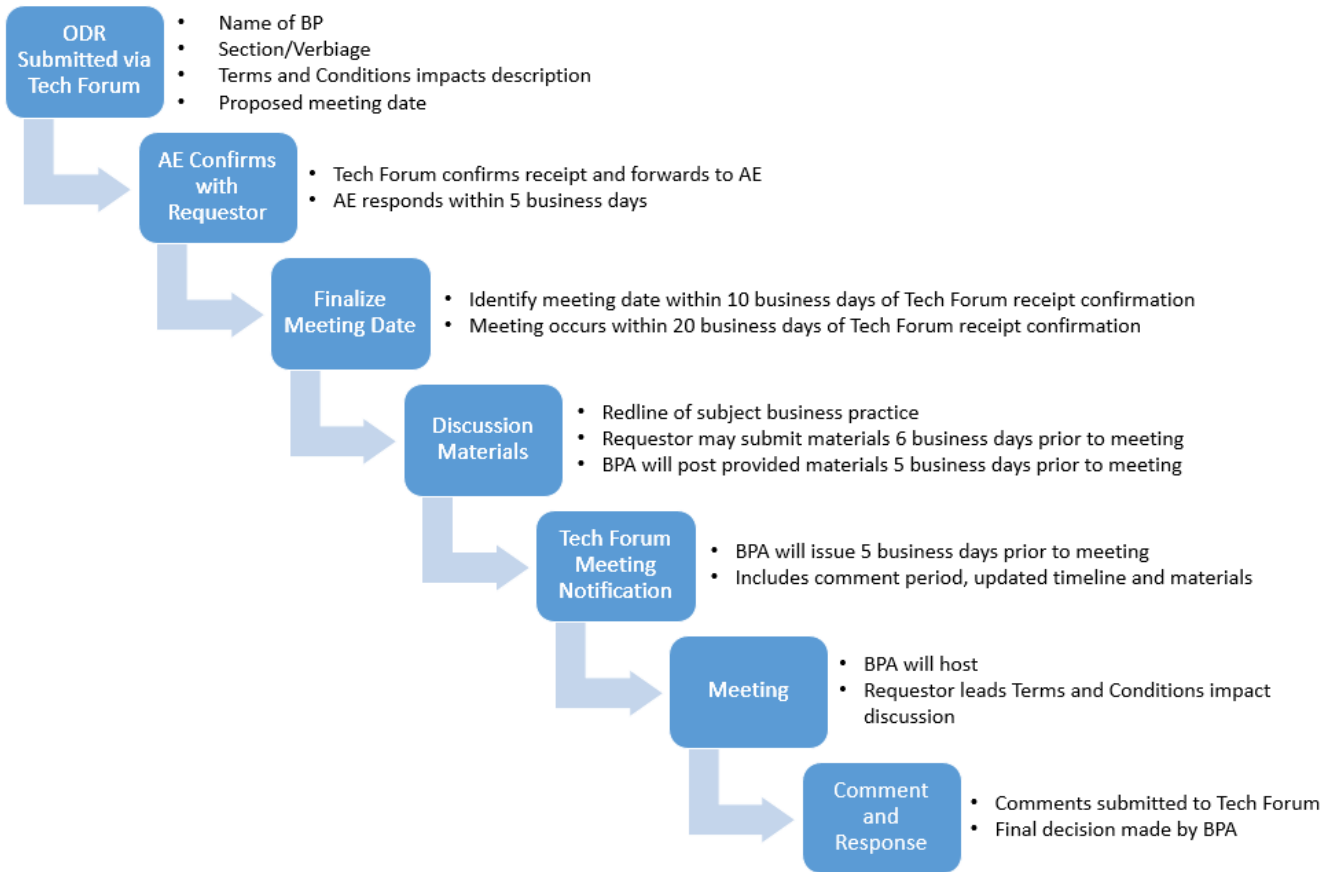 ODR
Submitted via
Tech Forum
• Name of BP
• Section/Verbiage
• Terms and Conditions impacts description
• Proposed meeting date
AE Confirms
with
Requestor
• Tech Forum confirms receipt and forwards to AE
• AE responds within 5 business days
Finalize
Meeting Date
• Identify meeting date within 10 business days of Tech Forum receipt confirmation
• Meeting occurs within 20 business days of Tech Forum receipt confirmation
Discussion
Materials
• Redline of subject business practice
• Requestor may submit materials 6 business days prior to meeting
• BPA will post provided materials 5 business days prior to meeting
Tech Forum
Meeting
Notification
• BPA will issue 5 business days prior to meeting
• Includes comment period, updated timeline and materials
Meeting
• BPA will host
• Requestor leads Terms and Conditions impact
discussion
Comment
and
Response
• Comments submitted to Tech Forum
• Final decision made by BPA